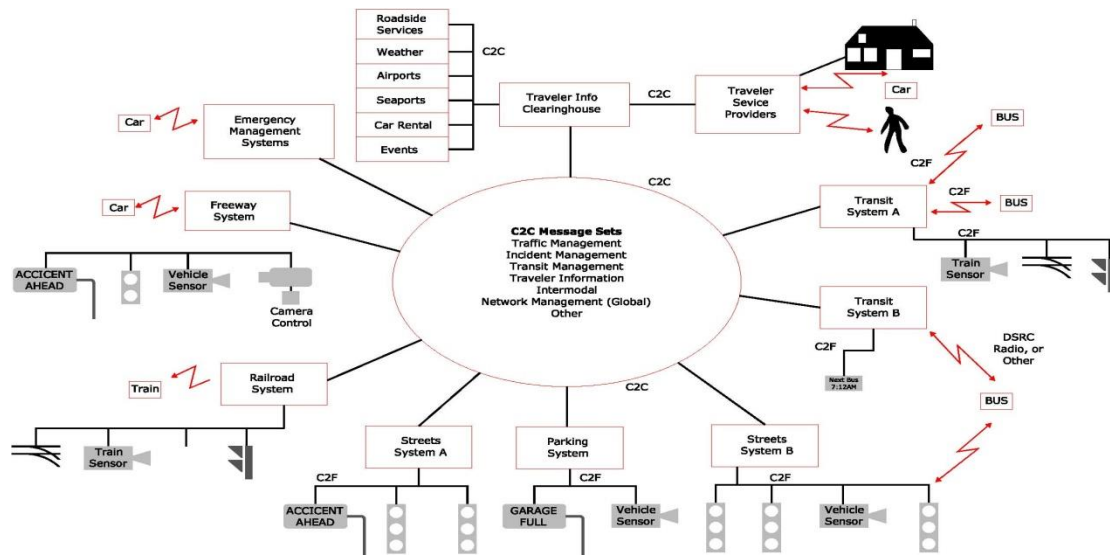 Roadside
Services
Weather
Airports
Seaports
Car Rental
Events
C2C
Traveler Info
Clearinghouse
C2C
Traveler
Sevice
Providers
Car
BUS
C2F
C2F
BUS
Transit
System A
C2F
Train
Sensor
Car
Emergency
Management
Systems
Car
Freeway
System
ACCICENT
AHEAD
Vehicle
Sensor
Camera
Control
C2C
C2C Message Sets
Traffic Management
Incident Management
Transit Management
Traveler Information
Intermodal
Network Management (Global)
Other
C2C
Transit
System B
C2F
Next Bus
7:12AM
DSRC
Radio, or
Other
BUS
Train
Railroad
System
Train
Sensor
Streets
System A
C2F
ACCICENT
AHEAD
Parking
System
C2F
GARAGE
FULL
Vehicle
Sensor
Streets
System B
C2F
C2F
Vehicle
Sensor